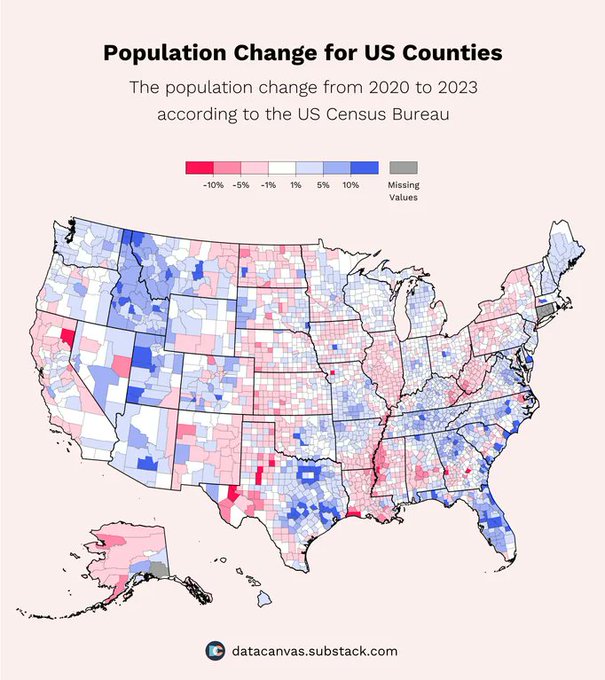 Population Change for US Counties
The population change from 2020 to 2023
according to the US Census Bureau
-10% -5% -1% 1% 5% 10% Missing
Values
datacanvas.substack.com